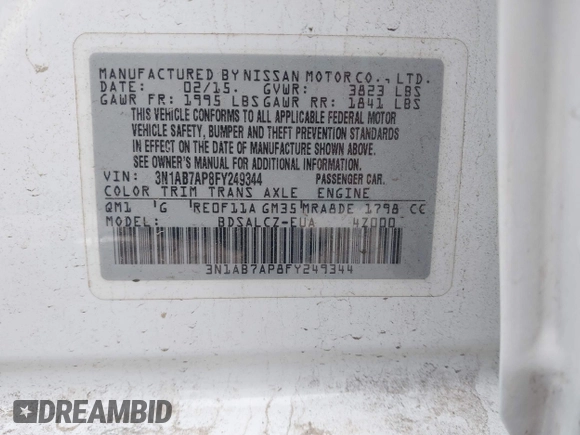 MANUFACTURED BY NISSAN MOTOR CO., LTD.
DATE: 02/15. GVWR: 3823 LBS
GAWR FR: 1995 LBS GAWR RR: 1841 LBS
THIS VEHICLE CONFORMS TO ALL APPLICABLE FEDERAL MOTOR
VEHICLE SAFETY, BUMPER AND THEFT PREVENTION STANDARDS
IN EFFECT ON THE DATE OF MANUFACTURE SHOWN ABOVE.
SEE OWNER'S MANUAL FOR ADDITIONAL INFORMATION.
VIN: 3N1AB7AP8FY249344 PASSENGER CAR.
COLOR TRIM TRANS AXLE ENGINE
QM1 'G 'RE0F11A GM35'MRA8DE 1798 CC
MODEL: BDSALCZ-EUA 4Z000
3N1AB7AP8FY249344
DREAMBID